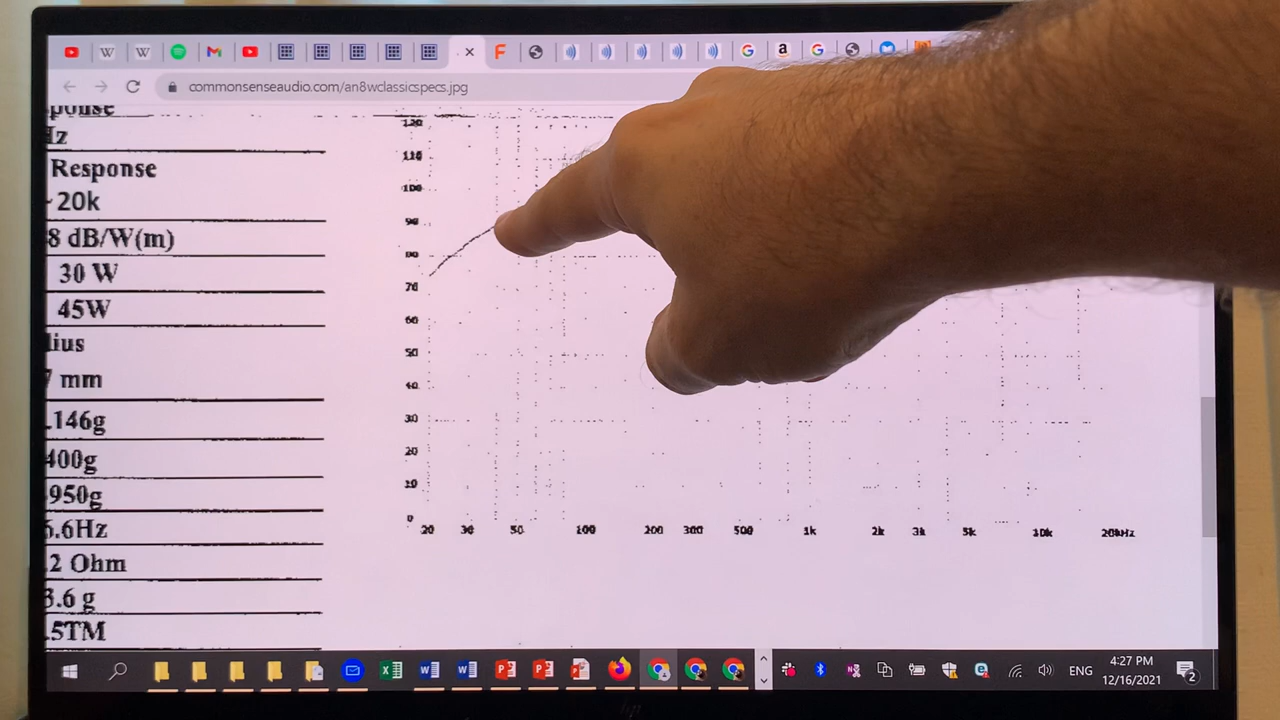 commonsenseaudio.com/an8wclassicspecs.jpg
ponse
Hz
Response
20k
8 dB/W(m)
30 W
45W
lius
7 mm
.146g
400g
950g
6.6Hz
.2 Ohm
3.6 g
.5TM
120
110
100
90
80
70
60
50
40
30
20
10
0
20 30 50 100 200 300 500 1k 2k 3k 5k 10k 20kHz
ENG
4:27 PM
12/16/2021
2
hp